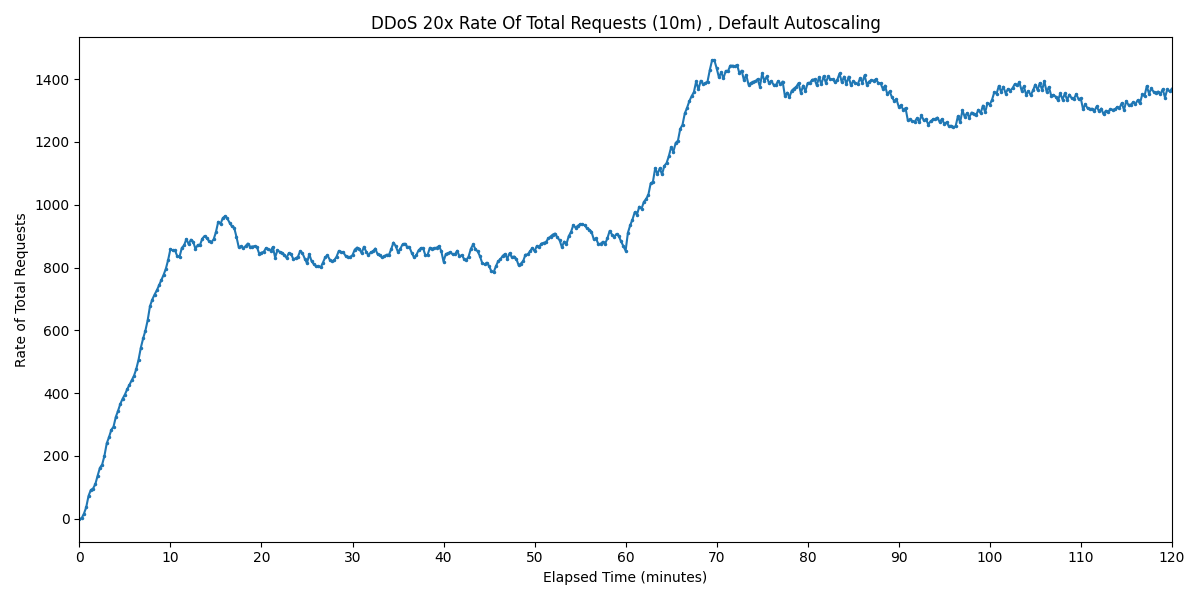 DDoS 20x Rate Of Total Requests (10m) , Default Autoscaling
Rate of Total Requests
1400
1200
1000
800
600
400
200
0
0 10 20 30 40 50 60 70 80 90 100 110 120
Elapsed Time (minutes)